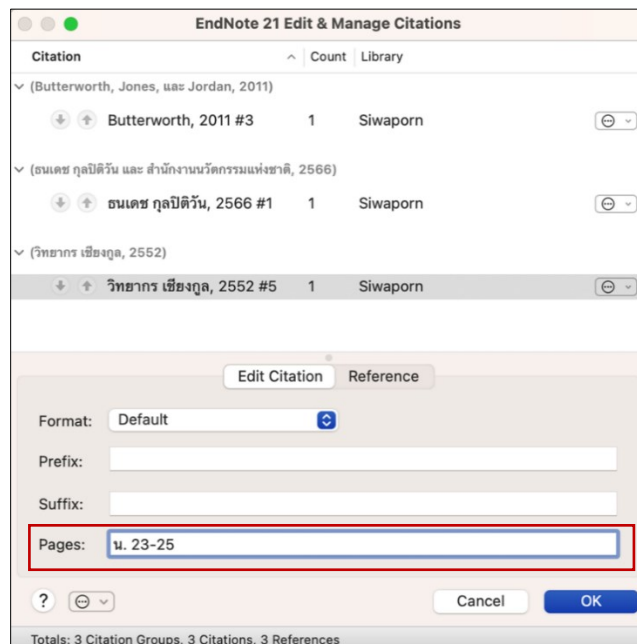 EndNote 21 Edit & Manage Citations
Citation Count Library
(Butterworth, Jones, และ Jordan, 2011)
Butterworth, 2011 #3 1 Siwaporn
(ธนเดช กุลปิติวัน และ สำนักงานนวัตกรรมแห่งชาติ, 2566)
ธนเดช กุลปิติวัน, 2566 #1 1 Siwaporn
(วิทยากร เชียงกูล, 2552)
วิทยากร เชียงกูล, 2552 #5 1 Siwaporn
Edit Citation Reference
Format: Default
Prefix:
Suffix:
Pages: น. 23-25
? Cancel OK
Totals: 3 Citation Groups, 3 Citations, 3 References